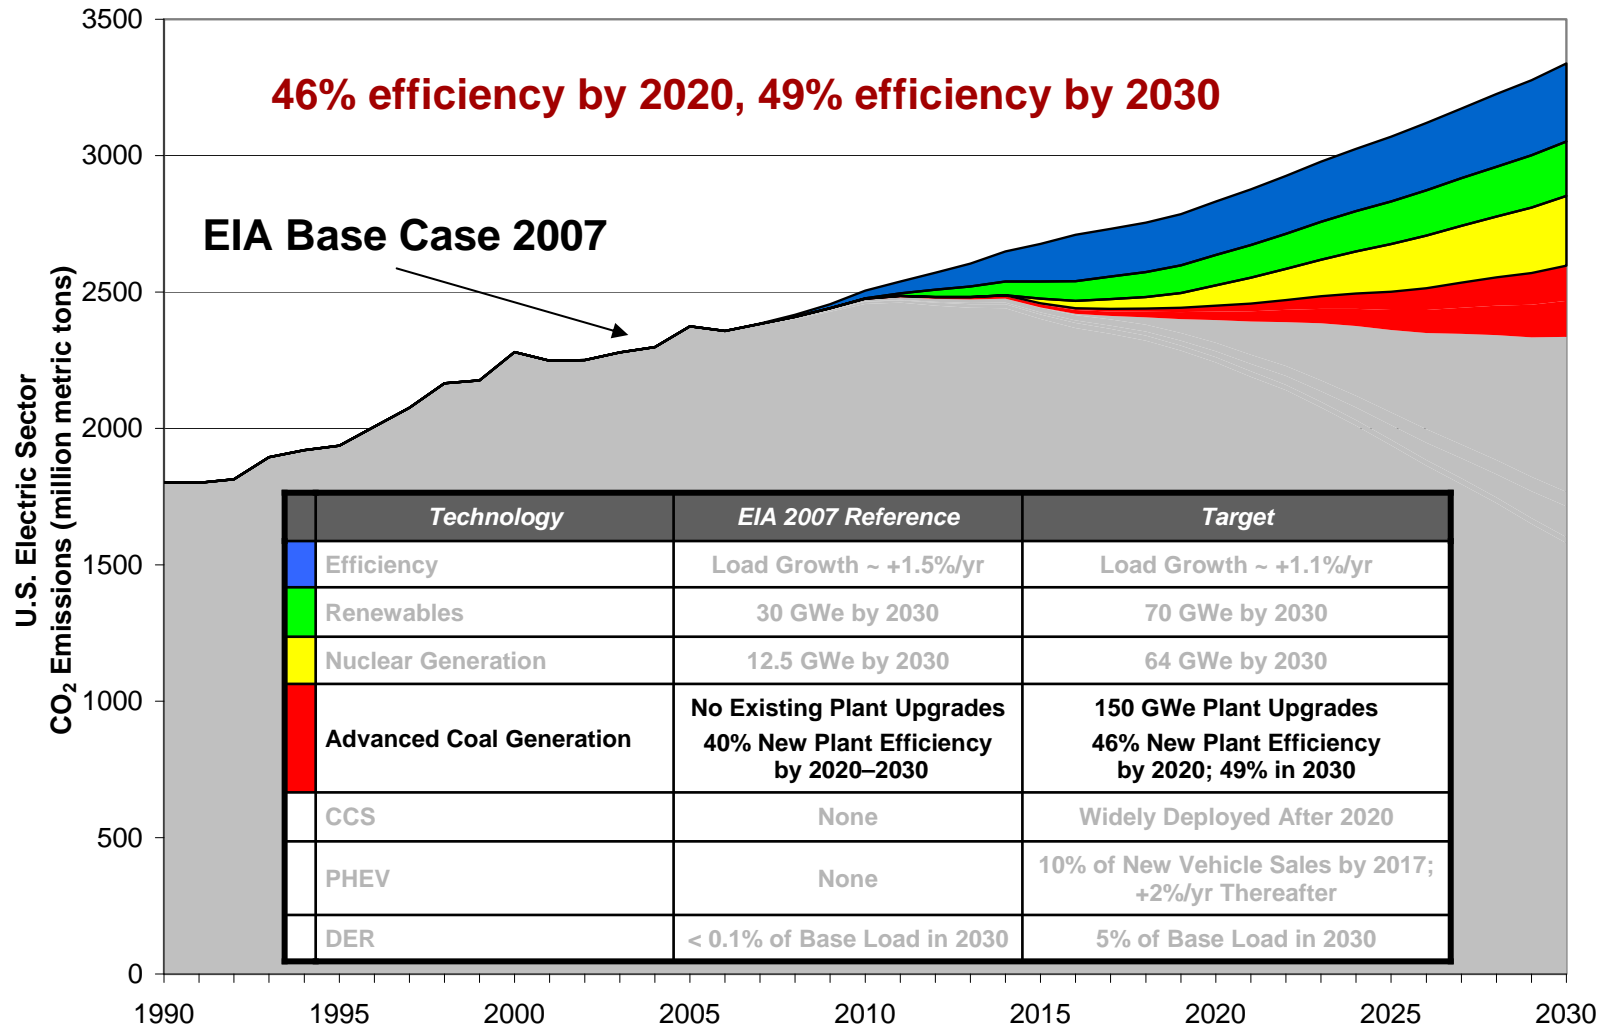 3500
46% efficiency by 2020, 49% efficiency by 2030
3000
EIA Base Case 2007
2500
2000
1500
1000
500
0
U.S. Electric Sector
CO₂ Emissions (million metric tons)
Technology
EIA 2007 Reference
Target
Efficiency
Load Growth ~ +1.5%/yr
Load Growth ~ +1.1%/yr
Renewables
30 GWe by 2030
70 GWe by 2030
Nuclear Generation
12.5 GWe by 2030
64 GWe by 2030
Advanced Coal Generation
No Existing Plant Upgrades
40% New Plant Efficiency
by 2020–2030
150 GWe Plant Upgrades
46% New Plant Efficiency
by 2020; 49% in 2030
CCS
None
Widely Deployed After 2020
PHEV
None
10% of New Vehicle Sales by 2017;
+2%/yr Thereafter
DER
< 0.1% of Base Load in 2030
5% of Base Load in 2030
1990
1995
2000
2005
2010
2015
2020
2025
2030